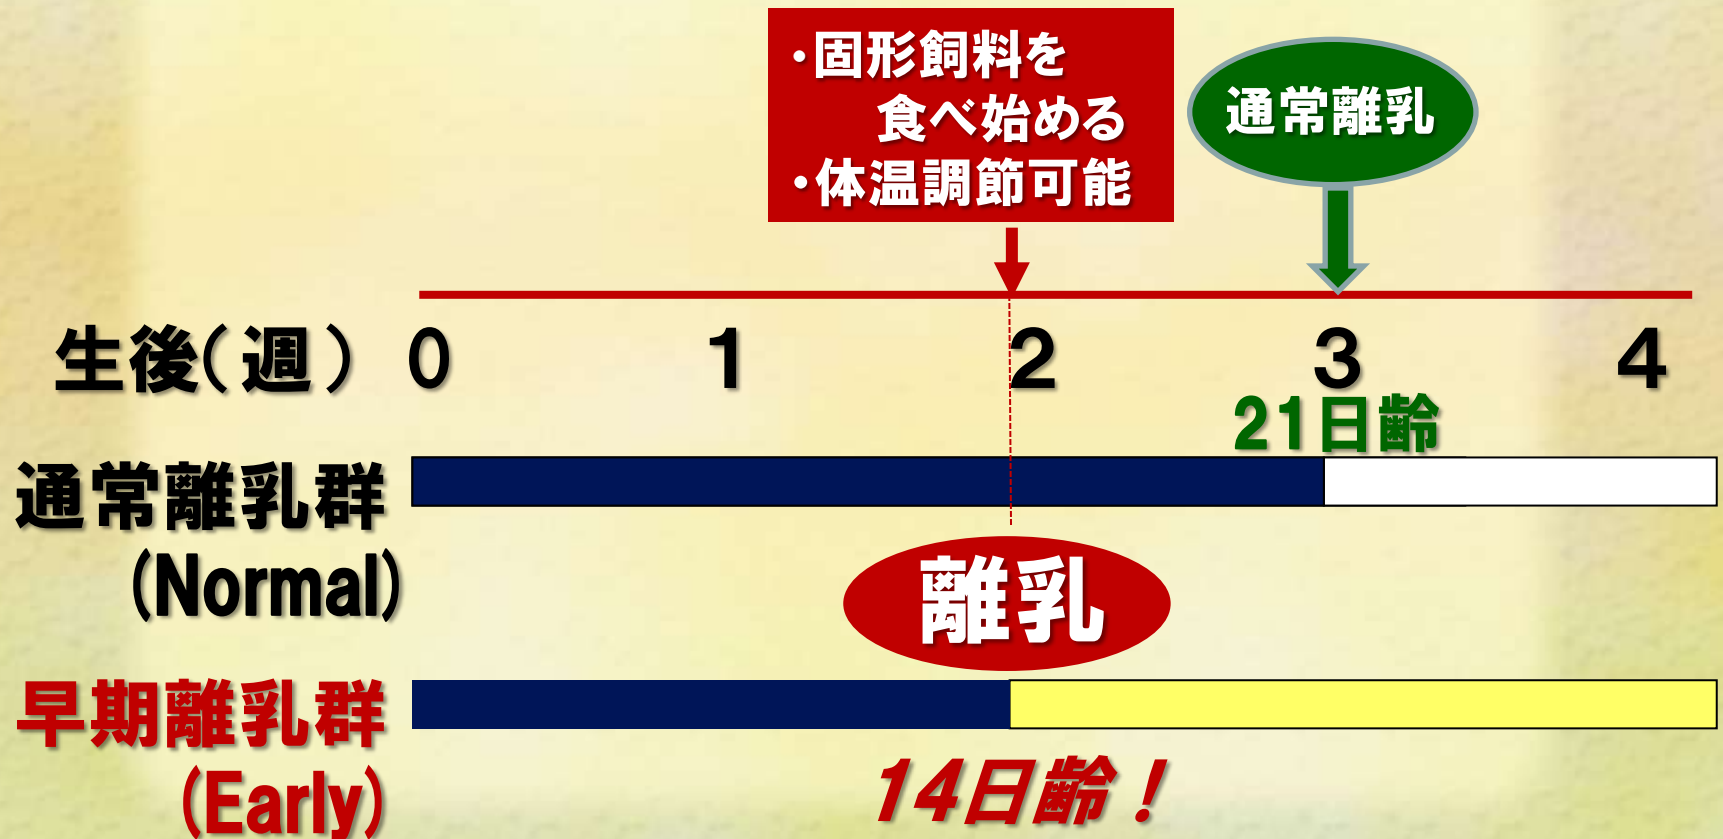 ・固形飼料を
食べ始める
・体温調節可能
通常離乳
生後(週) 0 1 2 3 4
21日齢
通常離乳群
(Normal)
離乳
早期離乳群
(Early)
14日齢！